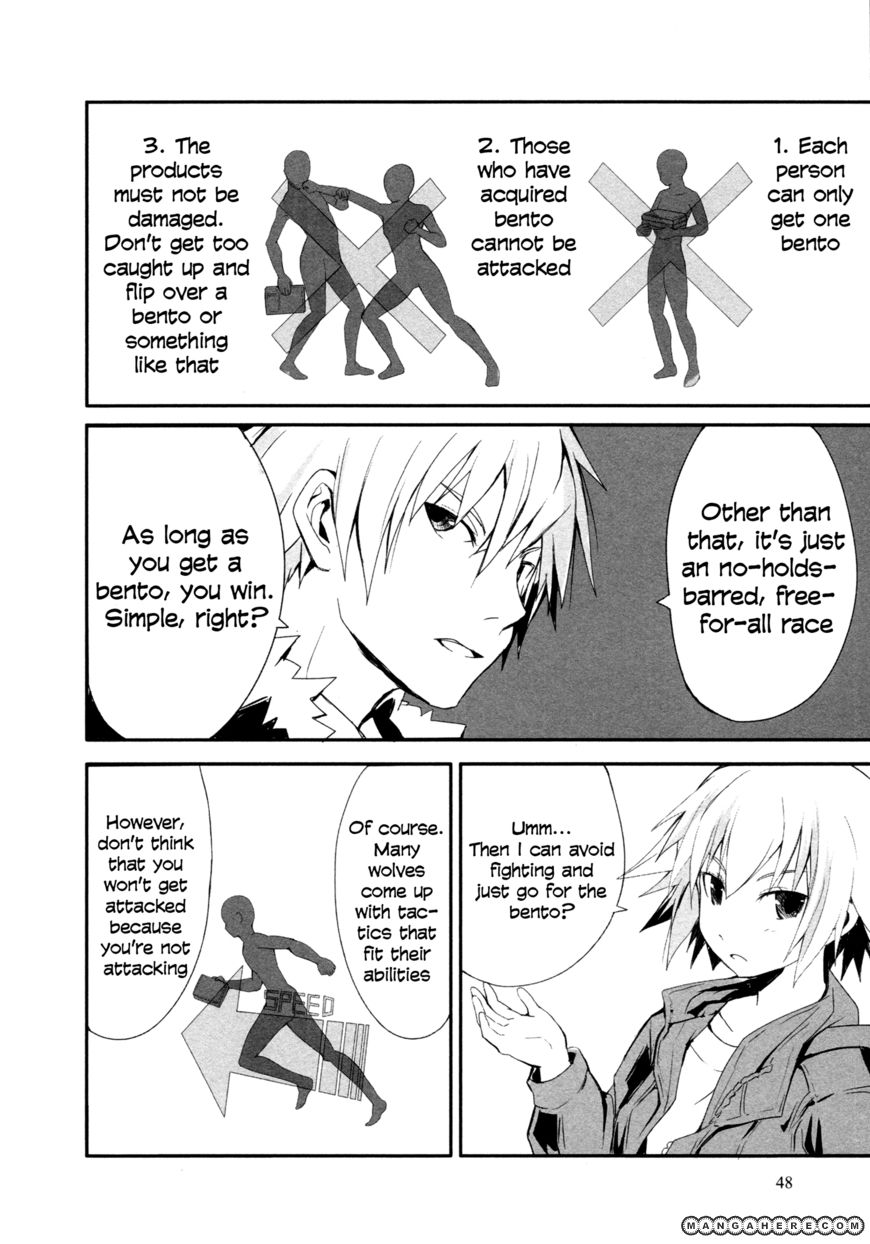 1. Each
person
can only
get one
bento
2. Those
who have
acquired
bento
cannot be
attacked
3. The
products
must not be
damaged.
Don't get too
caught up and
flip over a
bento or
something
like that
Other than
that, it's just
an no-holds-
barred, free-
for-all race
As long as
you get a
bento, you win.
Simple, right?
Umm...
Then I can avoid
fighting and
just go for the
bento?
Of course.
Many
wolves
come up
with tac-
tics that
fit their
abilities
However,
don't think
that you
won't get
attacked
because
you're not
attacking
SPEED
48
MANGAHERE.COM